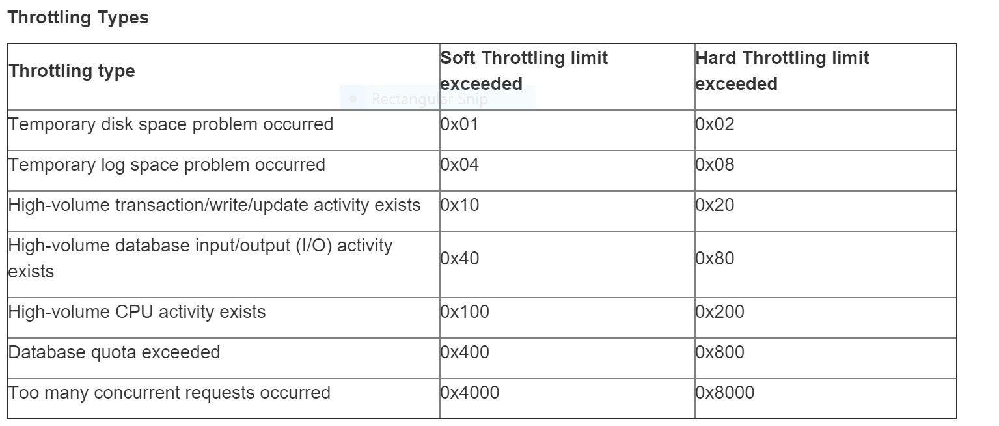 Throttling Types
Throttling type
Soft Throttling limit
exceeded
Hard Throttling limit
exceeded
Rectangular Snip
Temporary disk space problem occurred
0x01
0x02
Temporary log space problem occurred
0x04
0x08
High-volume transaction/write/update activity exists
0x10
0x20
High-volume database input/output (I/O) activity
exists
0x40
0x80
High-volume CPU activity exists
0x100
0x200
Database quota exceeded
0x400
0x800
Too many concurrent requests occurred
0x4000
0x8000